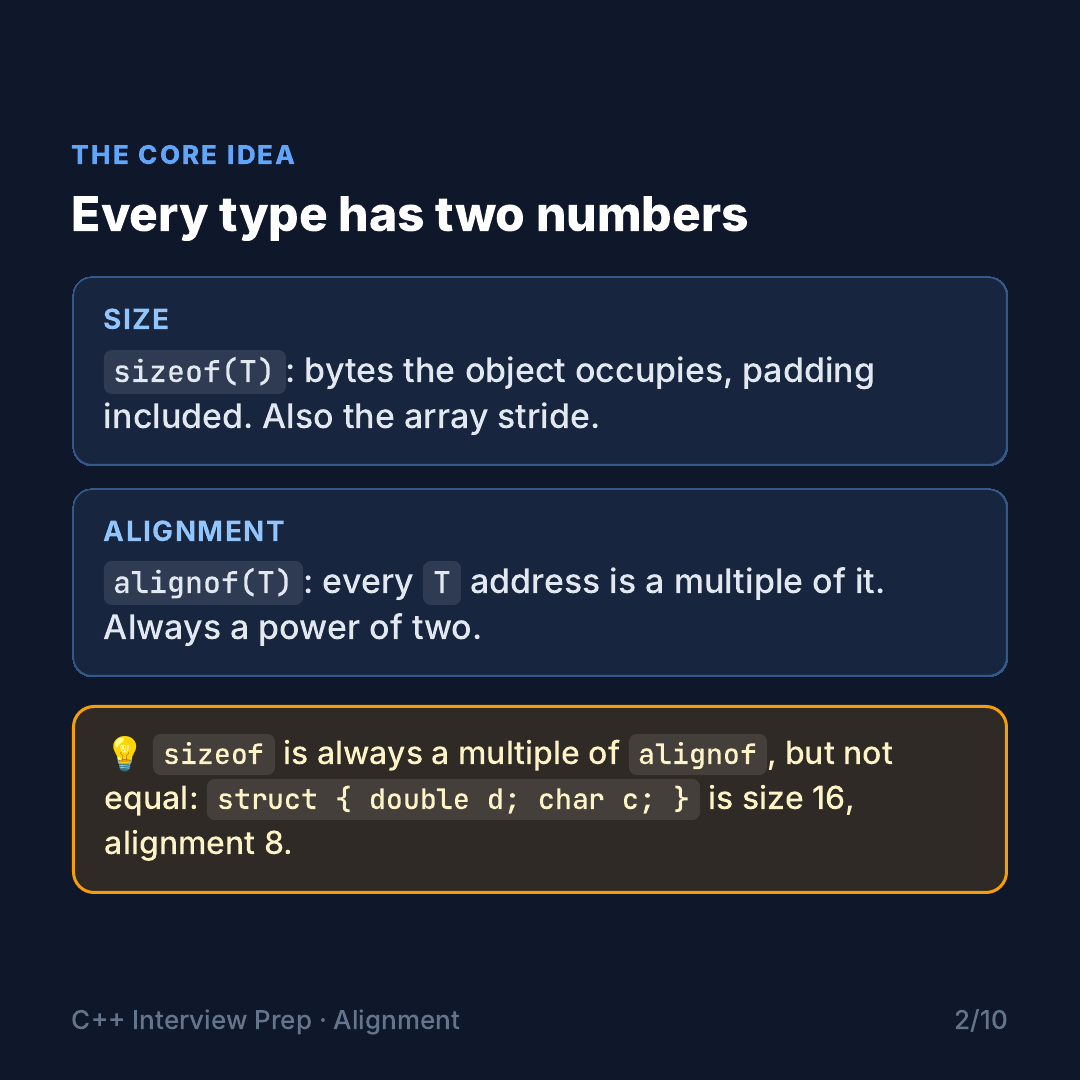 THE CORE IDEA
Every type has two numbers
SIZE
sizeof(T): bytes the object occupies, padding
included. Also the array stride.
ALIGNMENT
alignof(T): every T address is a multiple of it.
Always a power of two.
💡 sizeof is always a multiple of alignof, but not
equal: struct { double d; char c; } is size 16,
alignment 8.
C++ Interview Prep · Alignment
2/10